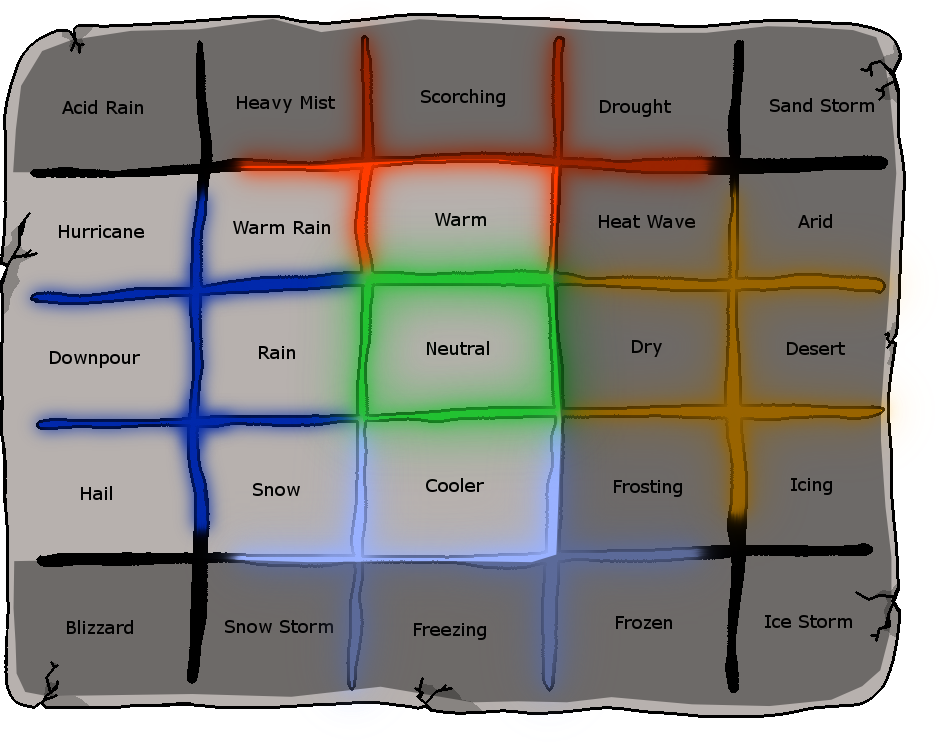 Acid Rain
Heavy Mist
Scorching
Drought
Sand Storm
Hurricane
Warm Rain
Warm
Heat Wave
Arid
Downpour
Rain
Neutral
Dry
Desert
Hail
Snow
Cooler
Frosting
Icing
Blizzard
Snow Storm
Freezing
Frozen
Ice Storm